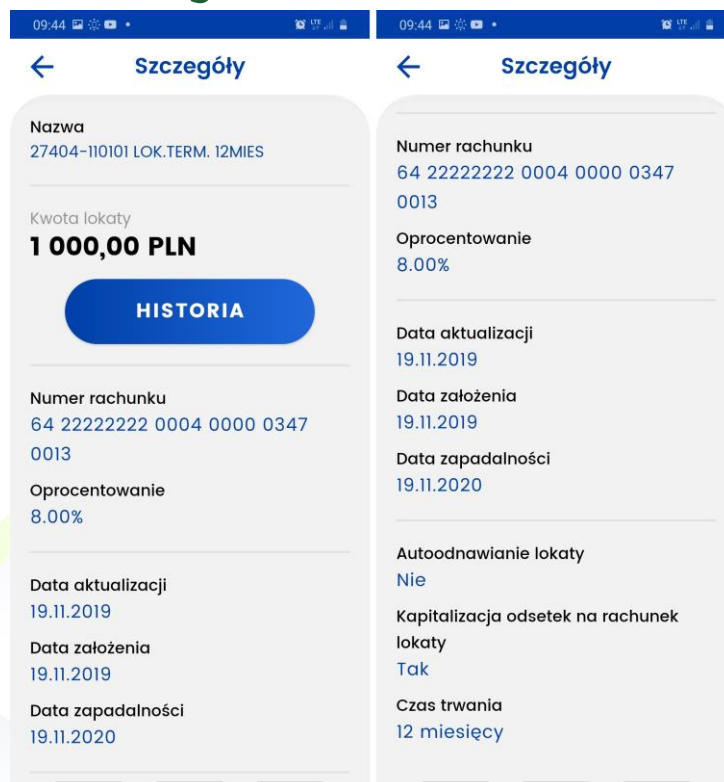 09:44
LTE
Szczegóły
Nazwa
27404-110101 LOK.TERM. 12MIES
Kwota lokaty
1 000,00 PLN
HISTORIA
Numer rachunku
64 22222222 0004 0000 0347
0013
Oprocentowanie
8.00%
Data aktualizacji
19.11.2019
Data założenia
19.11.2019
Data zapadalności
19.11.2020
09:44
LTE
Szczegóły
Numer rachunku
64 22222222 0004 0000 0347
0013
Oprocentowanie
8.00%
Data aktualizacji
19.11.2019
Data założenia
19.11.2019
Data zapadalności
19.11.2020
Autoodnawianie lokaty
Nie
Kapitalizacja odsetek na rachunek
lokaty
Tak
Czas trwania
12 miesięcy